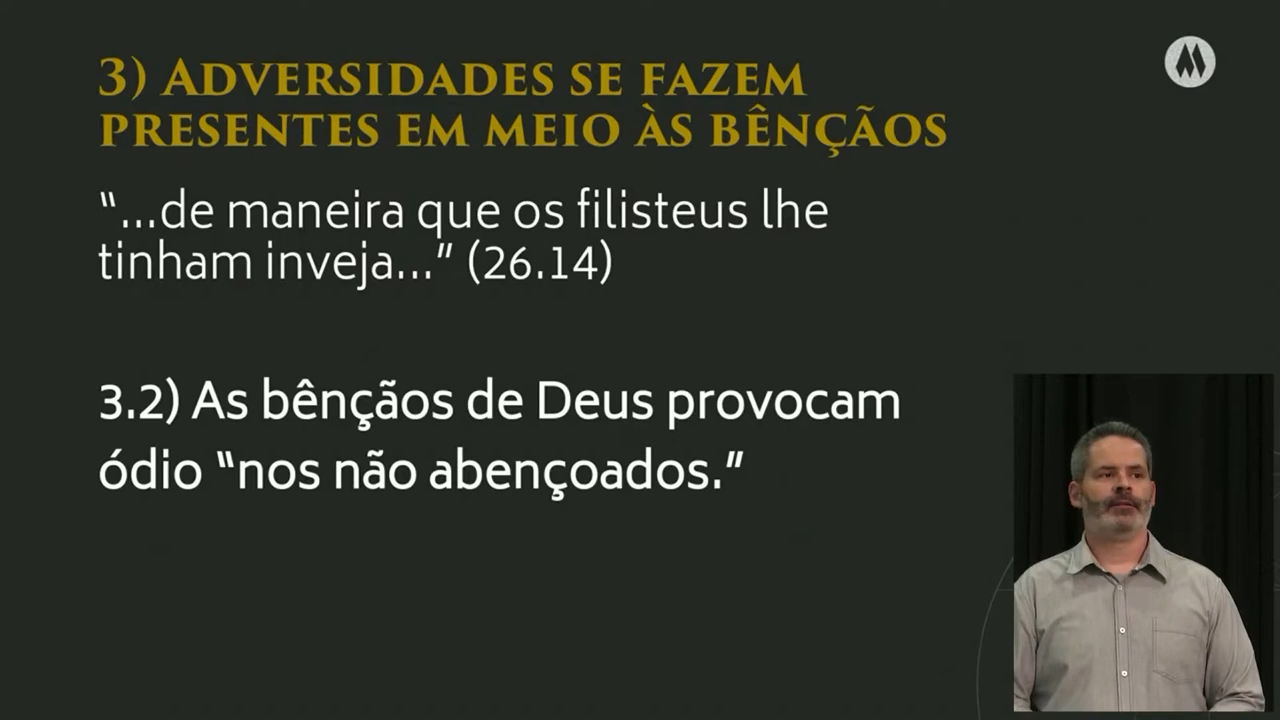 3) ADVERSIDADES SE FAZEM
PRESENTES EM MEIO ÀS BÊNÇÃOS
“...de maneira que os filisteus lhe
tinham inveja...” (26.14)
3.2) As bênçãos de Deus provocam
ódio “nos não abençoados.”